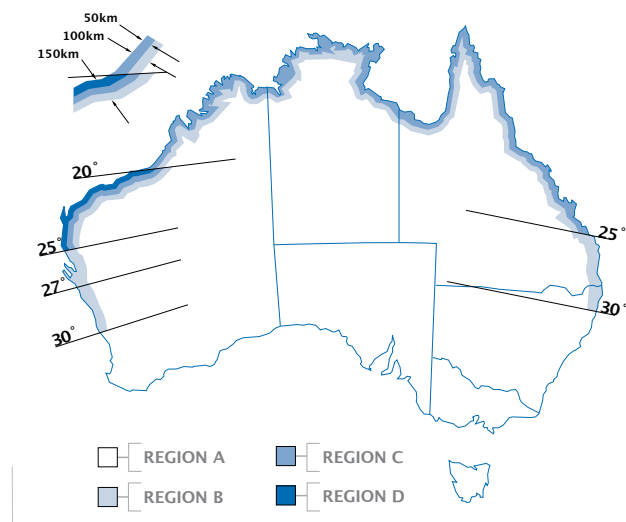 50km
100km
150km
20°
25°
27°
30°
25°
30°
REGION A
REGION B
REGION C
REGION D